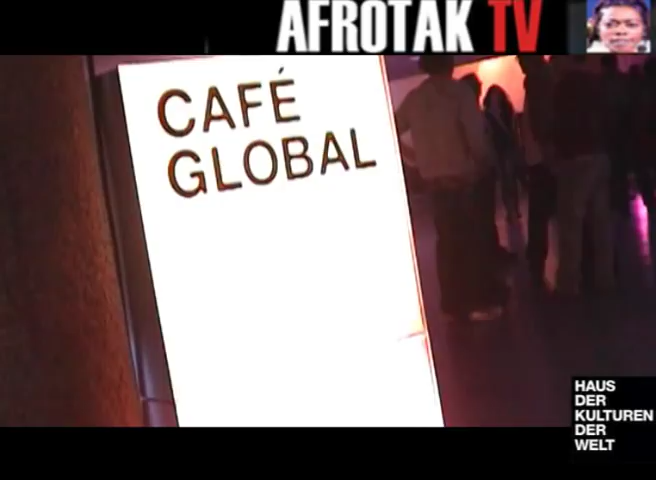 AFROTAK TV
CAFÉ
GLOBAL
HAUS
DER
KULTUREN
DER
WELT